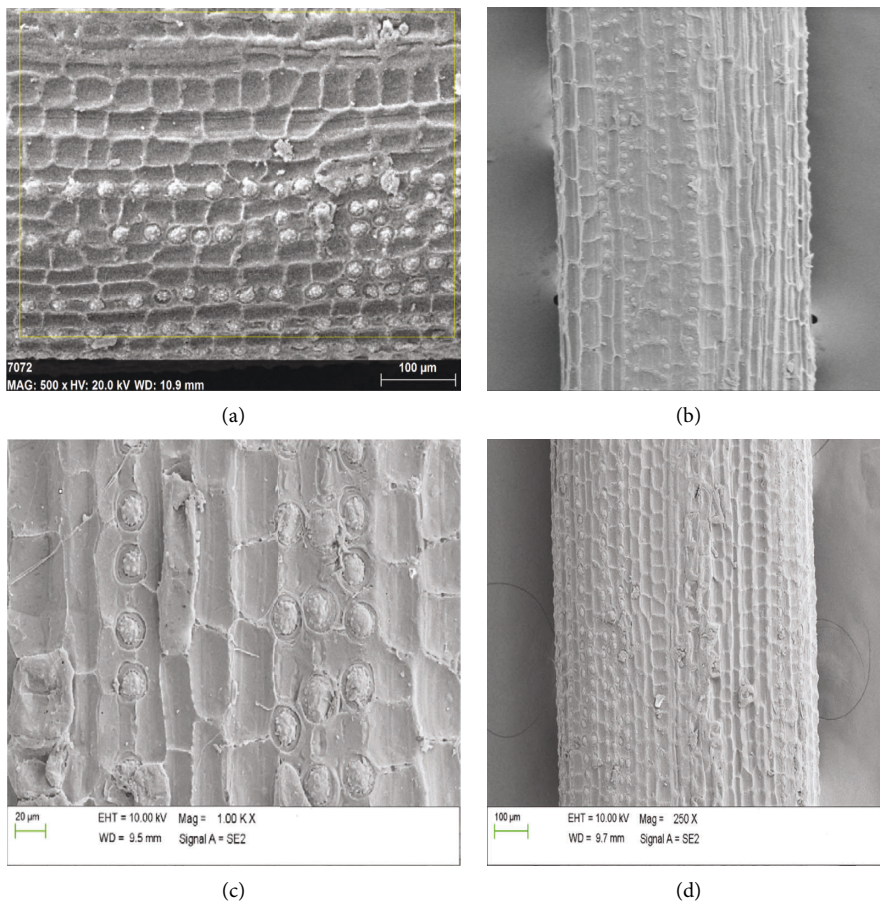 7072
100 µm
MAG: 500 x HV: 20.0 kV WD: 10.9 mm
(a)
(b)
20 µm
EHT = 10.00 kV Mag = 1.00 K X
WD = 9.5 mm Signal A = SE2
(c)
100 µm
EHT = 10.00 kV Mag = 250 X
WD = 9.7 mm Signal A = SE2
(d)